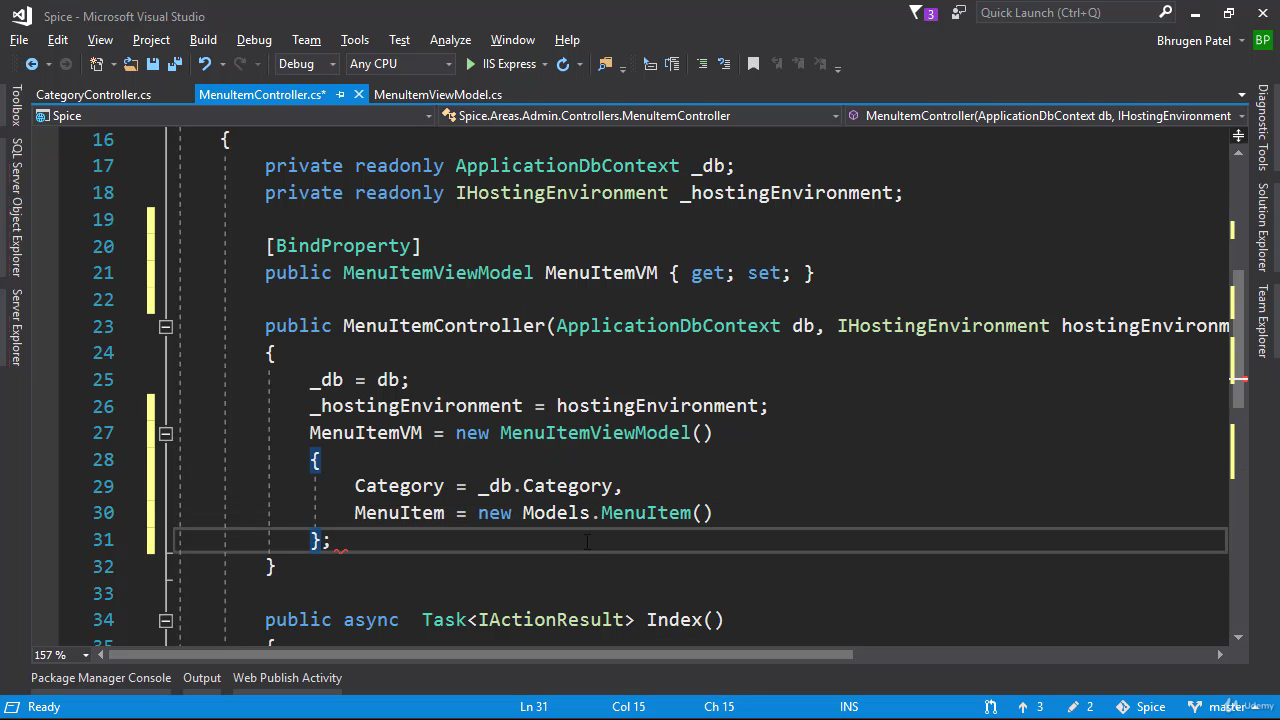 Spice - Microsoft Visual Studio
3
Quick Launch (Ctrl+Q)
File Edit View Project Build Debug Team Tools Test Analyze Window Help
Bhrugen Patel BP
Debug Any CPU IIS Express
Toolbox
SQL Server Object Explorer
Server Explorer
CategoryController.cs MenuItemController.cs* MenuItemViewModel.cs
Spice Spice.Areas.Admin.Controllers.MenuItemController MenuItemController(ApplicationDbContext db, IHostingEnvironment
16 {
17 private readonly ApplicationDbContext _db;
18 private readonly IHostingEnvironment _hostingEnvironment;
19
20 [BindProperty]
21 public MenuItemViewModel MenuItemVM { get; set; }
22
23 public MenuItemController(ApplicationDbContext db, IHostingEnvironment hostingEnvironm
24 {
25 _db = db;
26 _hostingEnvironment = hostingEnvironment;
27 MenuItemVM = new MenuItemViewModel()
28 {
29 Category = _db.Category,
30 MenuItem = new Models.MenuItem()
31 };
32 }
33
34 public async Task<IActionResult> Index()
35 {
Diagnostic Tools
Solution Explorer
Team Explorer
157 %
Package Manager Console Output Web Publish Activity
Ready Ln 31 Col 15 Ch 15 INS 3 2 Spice master
Udemy